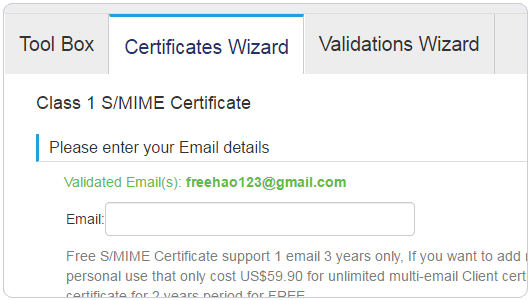 Tool Box
Certificates Wizard
Validations Wizard
Class 1 S/MIME Certificate
Please enter your Email details
Validated Email(s): freehao123@gmail.com
Email:
Free S/MIME Certificate support 1 email 3 years only, If you want to add
personal use that only cost US$59.90 for unlimited multi-email Client cert
certificate for 2 years period for FREE